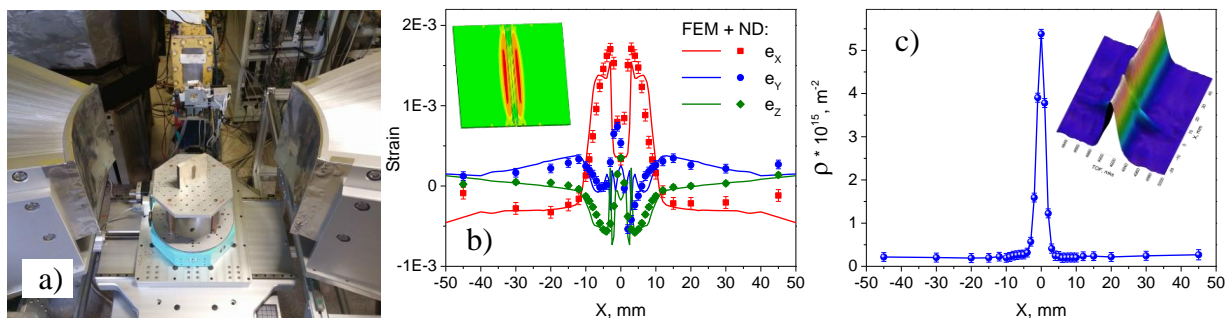 a)
2E-3
1E-3
0
-1E-3
Strain
FEM + ND:
e_X
e_Y
e_Z
b)
-50 -40 -30 -20 -10 0 10 20 30 40 50
X, mm
c)
5
4
3
2
1
0
ρ * 10^15, m^-2
X, mm
-50 -40 -30 -20 -10 0 10 20 30 40 50
X, mm